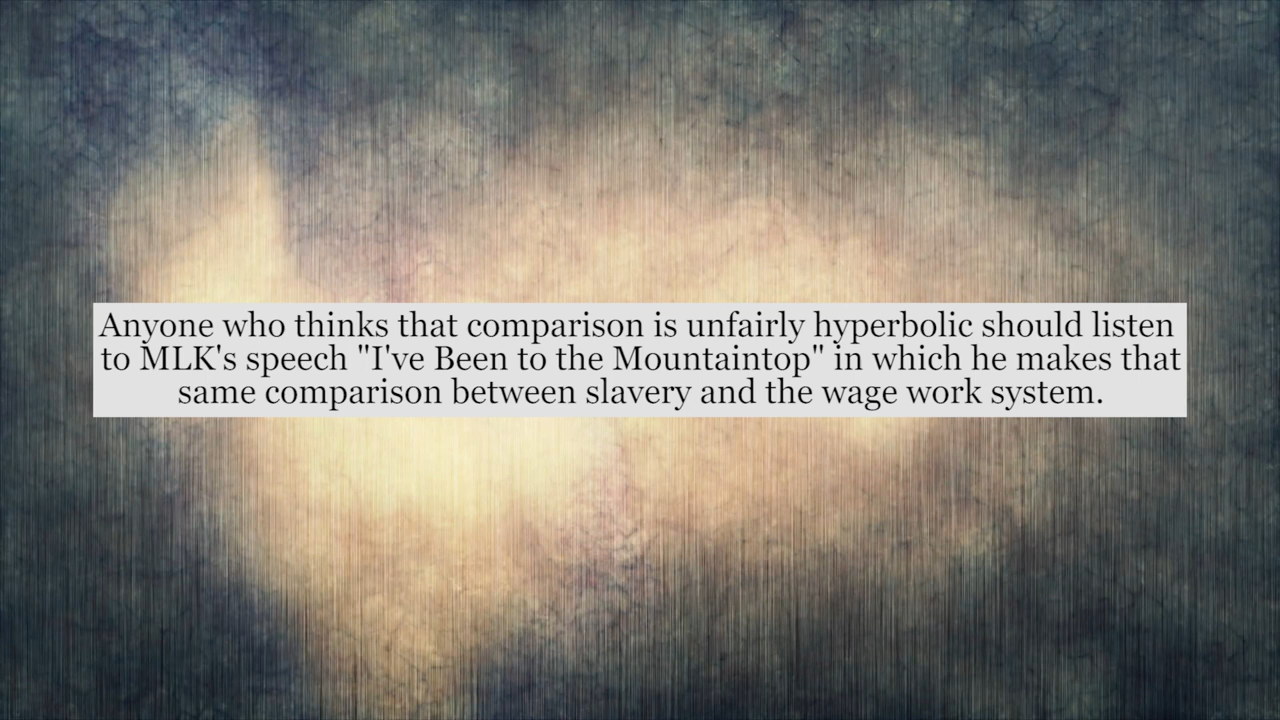 Anyone who thinks that comparison is unfairly hyperbolic should listen
to MLK's speech "I've Been to the Mountaintop" in which he makes that
same comparison between slavery and the wage work system.